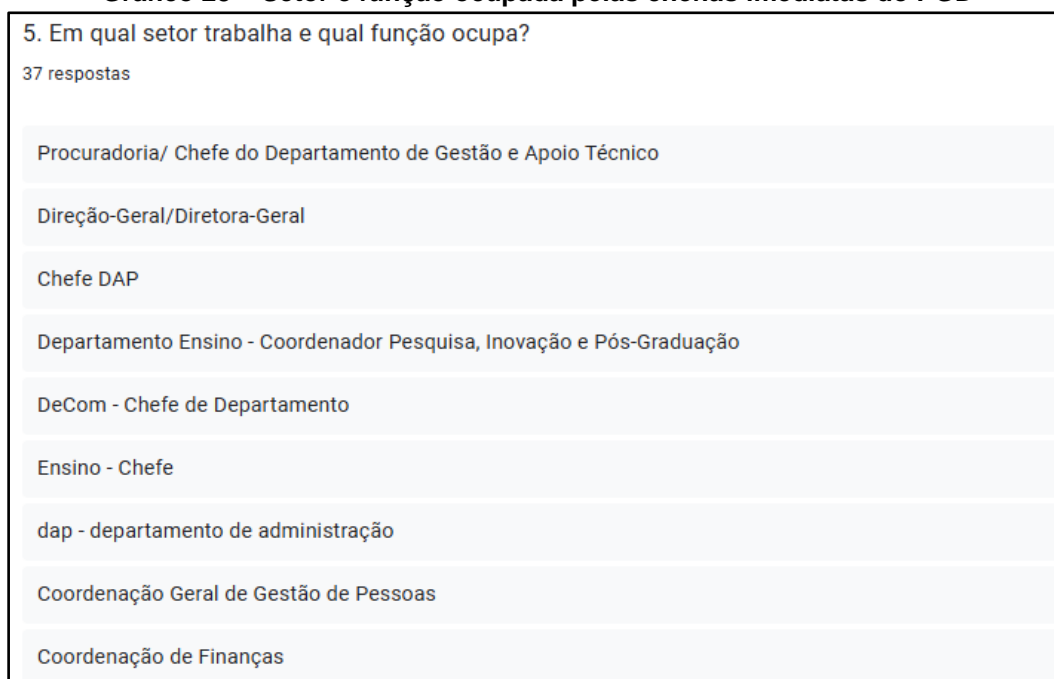 5. Em qual setor trabalha e qual função ocupa?
37 respostas
Procuradoria/ Chefe do Departamento de Gestão e Apoio Técnico
Direção-Geral/Diretora-Geral
Chefe DAP
Departamento Ensino - Coordenador Pesquisa, Inovação e Pós-Graduação
DeCom - Chefe de Departamento
Ensino - Chefe
dap - departamento de administração
Coordenação Geral de Gestão de Pessoas
Coordenação de Finanças